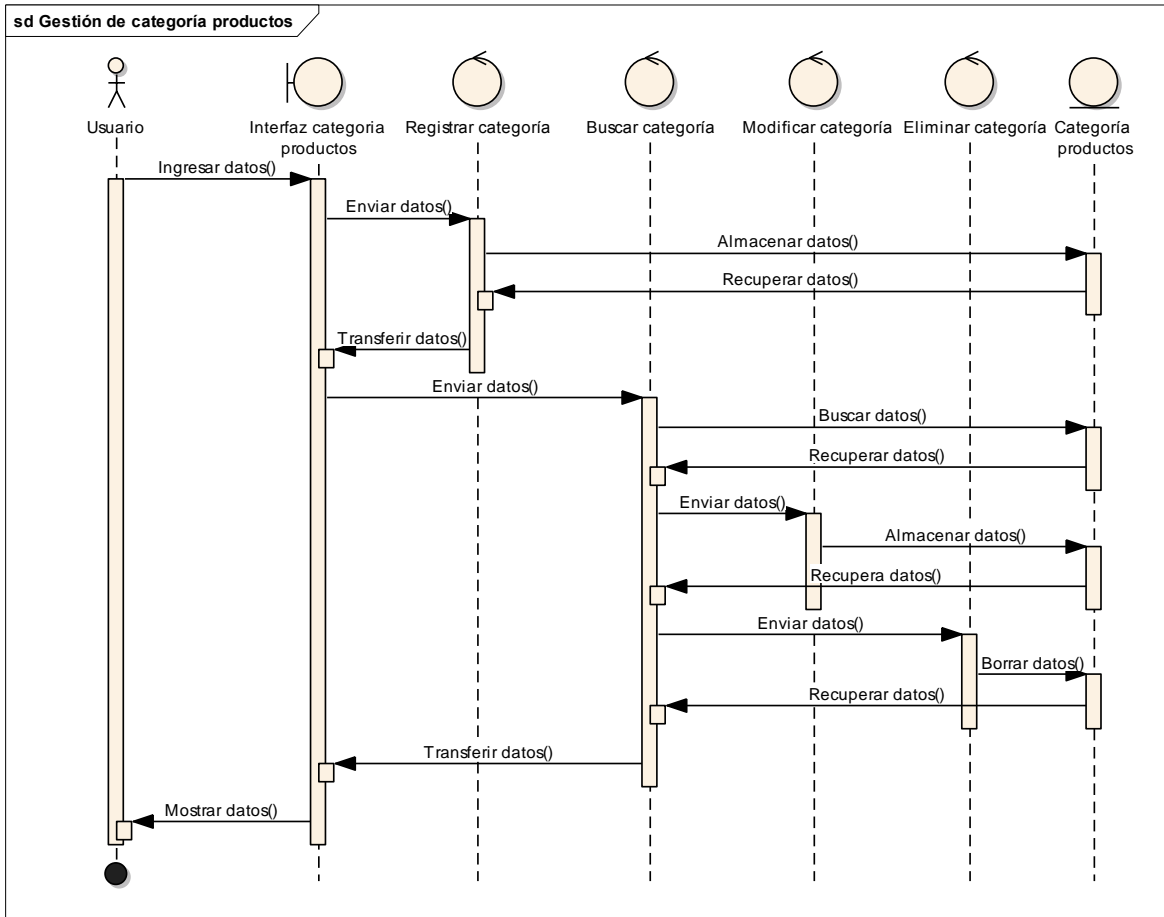 sd Gestión de categoría productos
Usuario
Interfaz categoria
productos
Registrar categoría
Buscar categoría
Modificar categoría
Eliminar categoría
Categoría
productos
Ingresar datos()
Enviar datos()
Almacenar datos()
Recuperar datos()
Transferir datos()
Enviar datos()
Buscar datos()
Recuperar datos()
Enviar datos()
Almacenar datos()
Recupera datos()
Enviar datos()
Borrar datos()
Recuperar datos()
Transferir datos()
Mostrar datos()